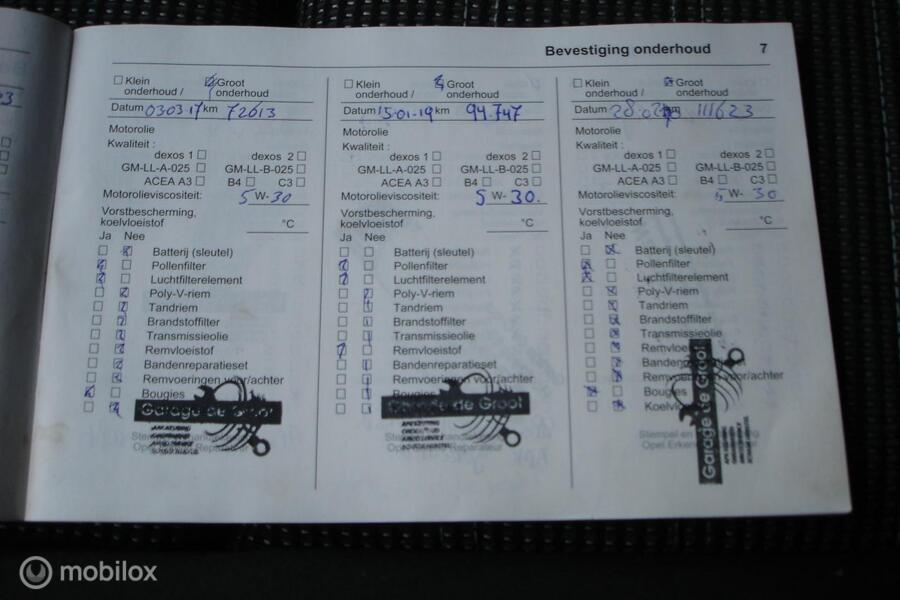 Bevestiging onderhoud 7
Klein onderhoud / Groot onderhoud
Datum 03 03 17 km 72613
Motorolie
Kwaliteit :
dexos 1 dexos 2
GM-LL-A-025 GM-LL-B-025
ACEA A3 B4 C3
Motorolieviscositeit: 5 W- 30
Vorstbescherming,
koelvloeistof °C
Ja Nee
Batterij (sleutel)
Pollenfilter
Luchtfilterelement
Poly-V-riem
Tandriem
Brandstoffilter
Transmissieolie
Remvloeistof
Bandenreparatieset
Remvoeringen voor/achter
Bougies
Garage de Groot
Klein onderhoud / Groot onderhoud
Datum 15-01-19 km 94.747
Motorolie
Kwaliteit :
dexos 1 dexos 2
GM-LL-A-025 GM-LL-B-025
ACEA A3 B4 C3
Motorolieviscositeit: 5 W- 30.
Vorstbescherming,
koelvloeistof °C
Ja Nee
Batterij (sleutel)
Pollenfilter
Luchtfilterelement
Poly-V-riem
Tandriem
Brandstoffilter
Transmissieolie
Remvloeistof
Bandenreparatieset
Remvoeringen voor/achter
Bougies
Garage de Groot
Klein onderhoud / Groot onderhoud
Datum km 111623
Motorolie
Kwaliteit :
dexos 1 dexos 2
GM-LL-A-025 GM-LL-B-025
ACEA A3 B4 C3
Motorolieviscositeit: 5 W- 30
Vorstbescherming,
koelvloeistof °C
Ja Nee
Batterij (sleutel)
Pollenfilter
Luchtfilterelement
Poly-V-riem
Tandriem
Brandstoffilter
Transmissieolie
Bougies
Stempel en
Opel
Garage de Groot
mobilox